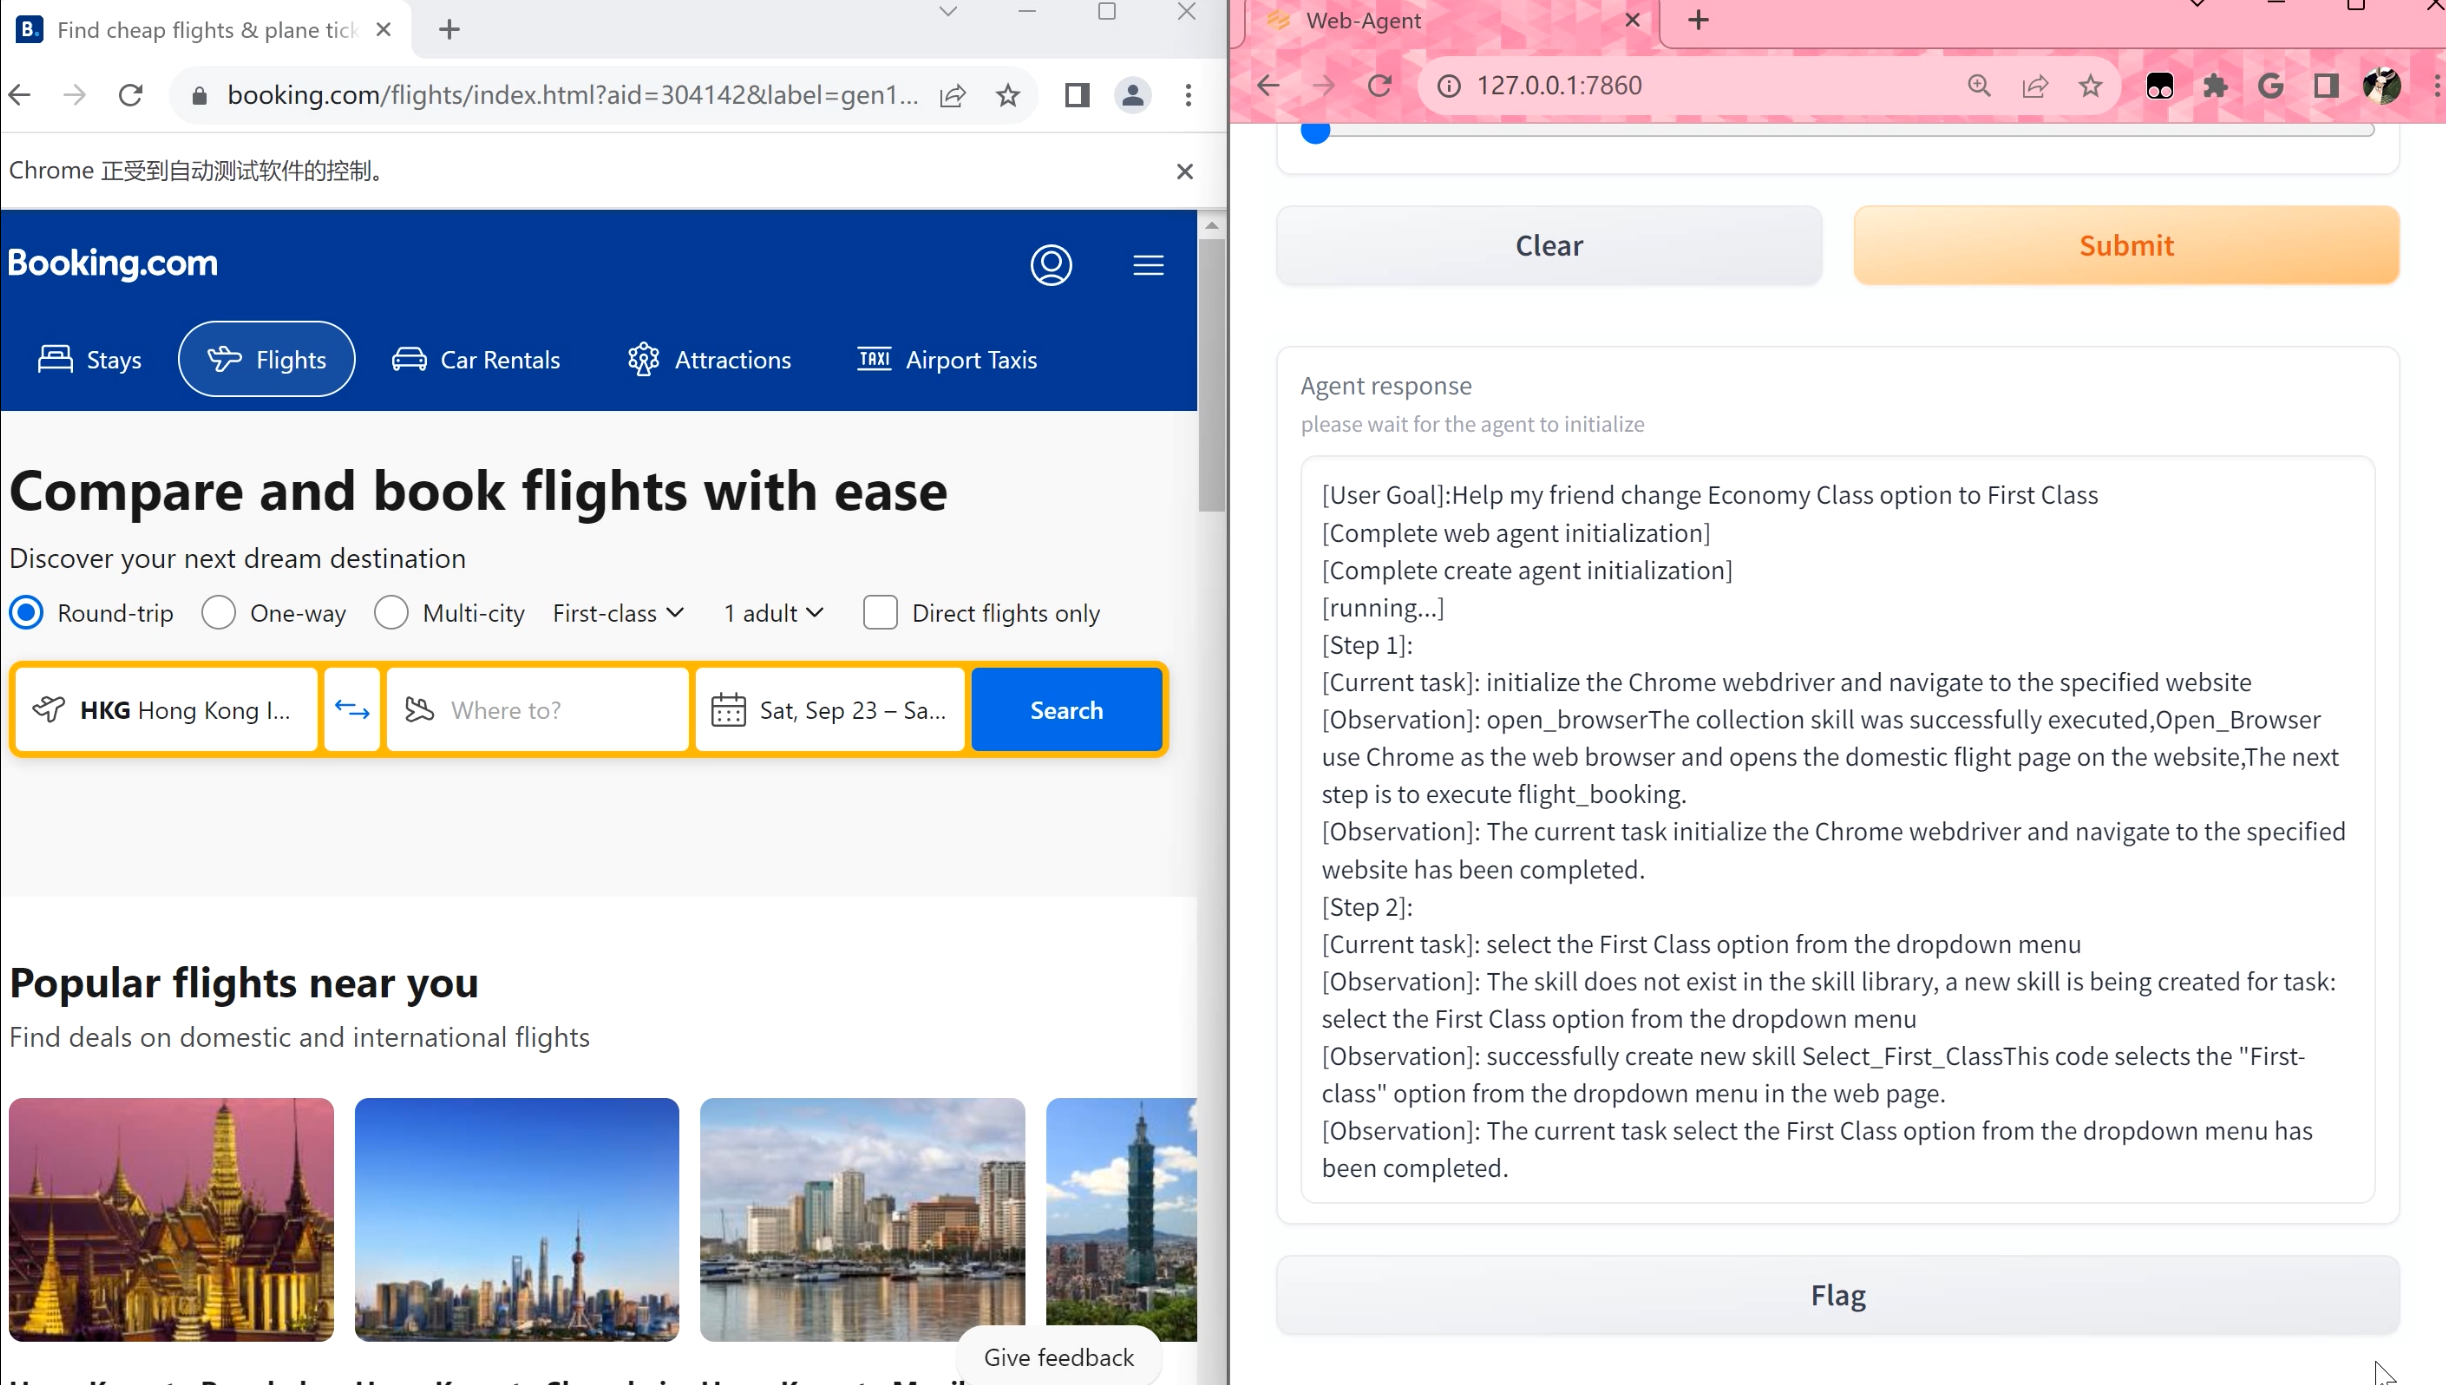 B.
Find cheap flights & plane tick
booking.com/flights/index.html?aid=304142&label=gen1...
Chrome 正受到自动测试软件的控制。
Booking.com
Stays
Flights
Car Rentals
Attractions
TAXI
Airport Taxis
Compare and book flights with ease
Discover your next dream destination
Round-trip
One-way
Multi-city
First-class
1 adult
Direct flights only
HKG Hong Kong I...
Where to?
Sat, Sep 23 – Sa...
Search
Popular flights near you
Find deals on domestic and international flights
Give feedback
Web-Agent
127.0.0.1:7860
G
Clear
Submit
Agent response
please wait for the agent to initialize
[User Goal]:Help my friend change Economy Class option to First Class
[Complete web agent initialization]
[Complete create agent initialization]
[running...]
[Step 1]:
[Current task]: initialize the Chrome webdriver and navigate to the specified website
[Observation]: open_browserThe collection skill was successfully executed,Open_Browser
use Chrome as the web browser and opens the domestic flight page on the website,The next
step is to execute flight_booking.
[Observation]: The current task initialize the Chrome webdriver and navigate to the specified
website has been completed.
[Step 2]:
[Current task]: select the First Class option from the dropdown menu
[Observation]: The skill does not exist in the skill library, a new skill is being created for task:
select the First Class option from the dropdown menu
[Observation]: successfully create new skill Select_First_ClassThis code selects the "First-
class" option from the dropdown menu in the web page.
[Observation]: The current task select the First Class option from the dropdown menu has
been completed.
Flag